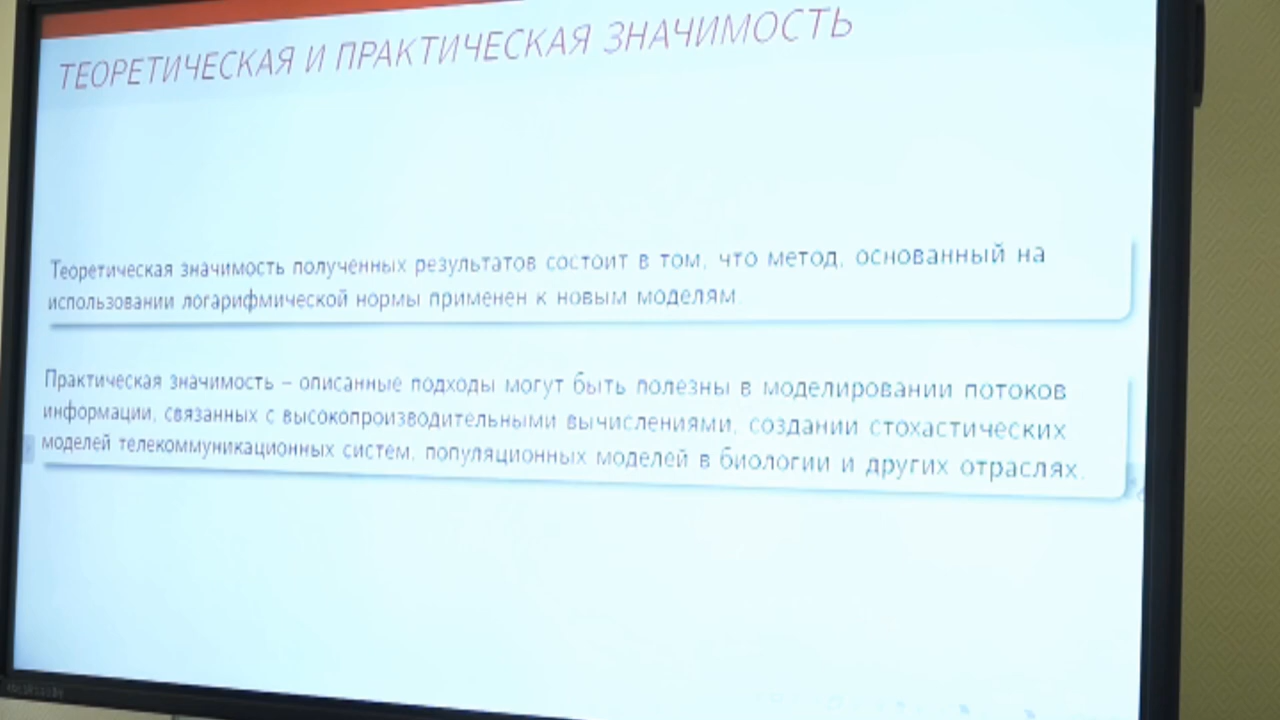 ТЕОРЕТИЧЕСКАЯ И ПРАКТИЧЕСКАЯ ЗНАЧИМОСТЬ
Теоретическая значимость полученных результатов состоит в том, что метод, основанный на
использовании логарифмической нормы применен к новым моделям.
Практическая значимость – описанные подходы могут быть полезны в моделировании потоков
информации, связанных с высокопроизводительными вычислениями, создании стохастических
моделей телекоммуникационных систем, популяционных моделей в биологии и других отраслях.